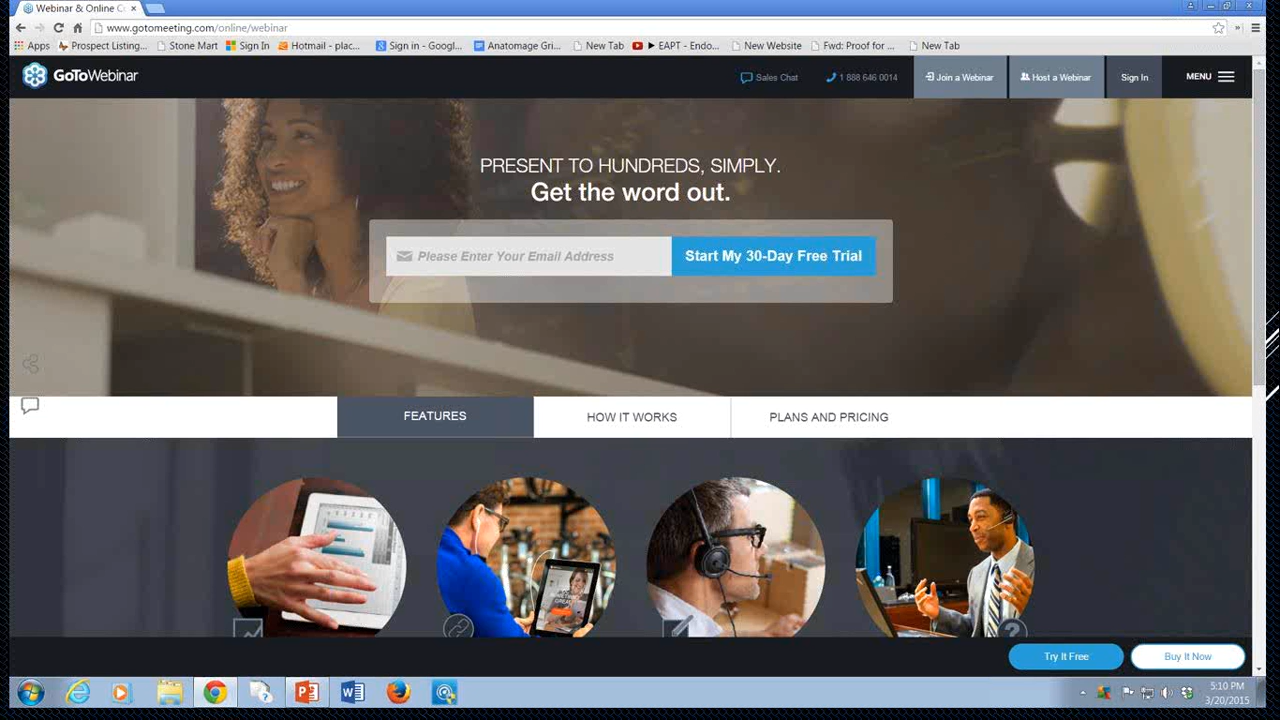 Webinar & Online C
www.gotomeeting.com/online/webinar
Apps Prospect Listing... Stone Mart Sign In Hotmail - plac... Sign in - Googl... Anatomage Gri... New Tab ► EAPT - Endo... New Website Fwd: Proof for ... New Tab
GoToWebinar Sales Chat 1 888 646 0014 Join a Webinar Host a Webinar Sign In MENU
PRESENT TO HUNDREDS, SIMPLY.
Get the word out.
Please Enter Your Email Address Start My 30-Day Free Trial
FEATURES HOW IT WORKS PLANS AND PRICING
Try It Free Buy It Now
5:10 PM
3/20/2015